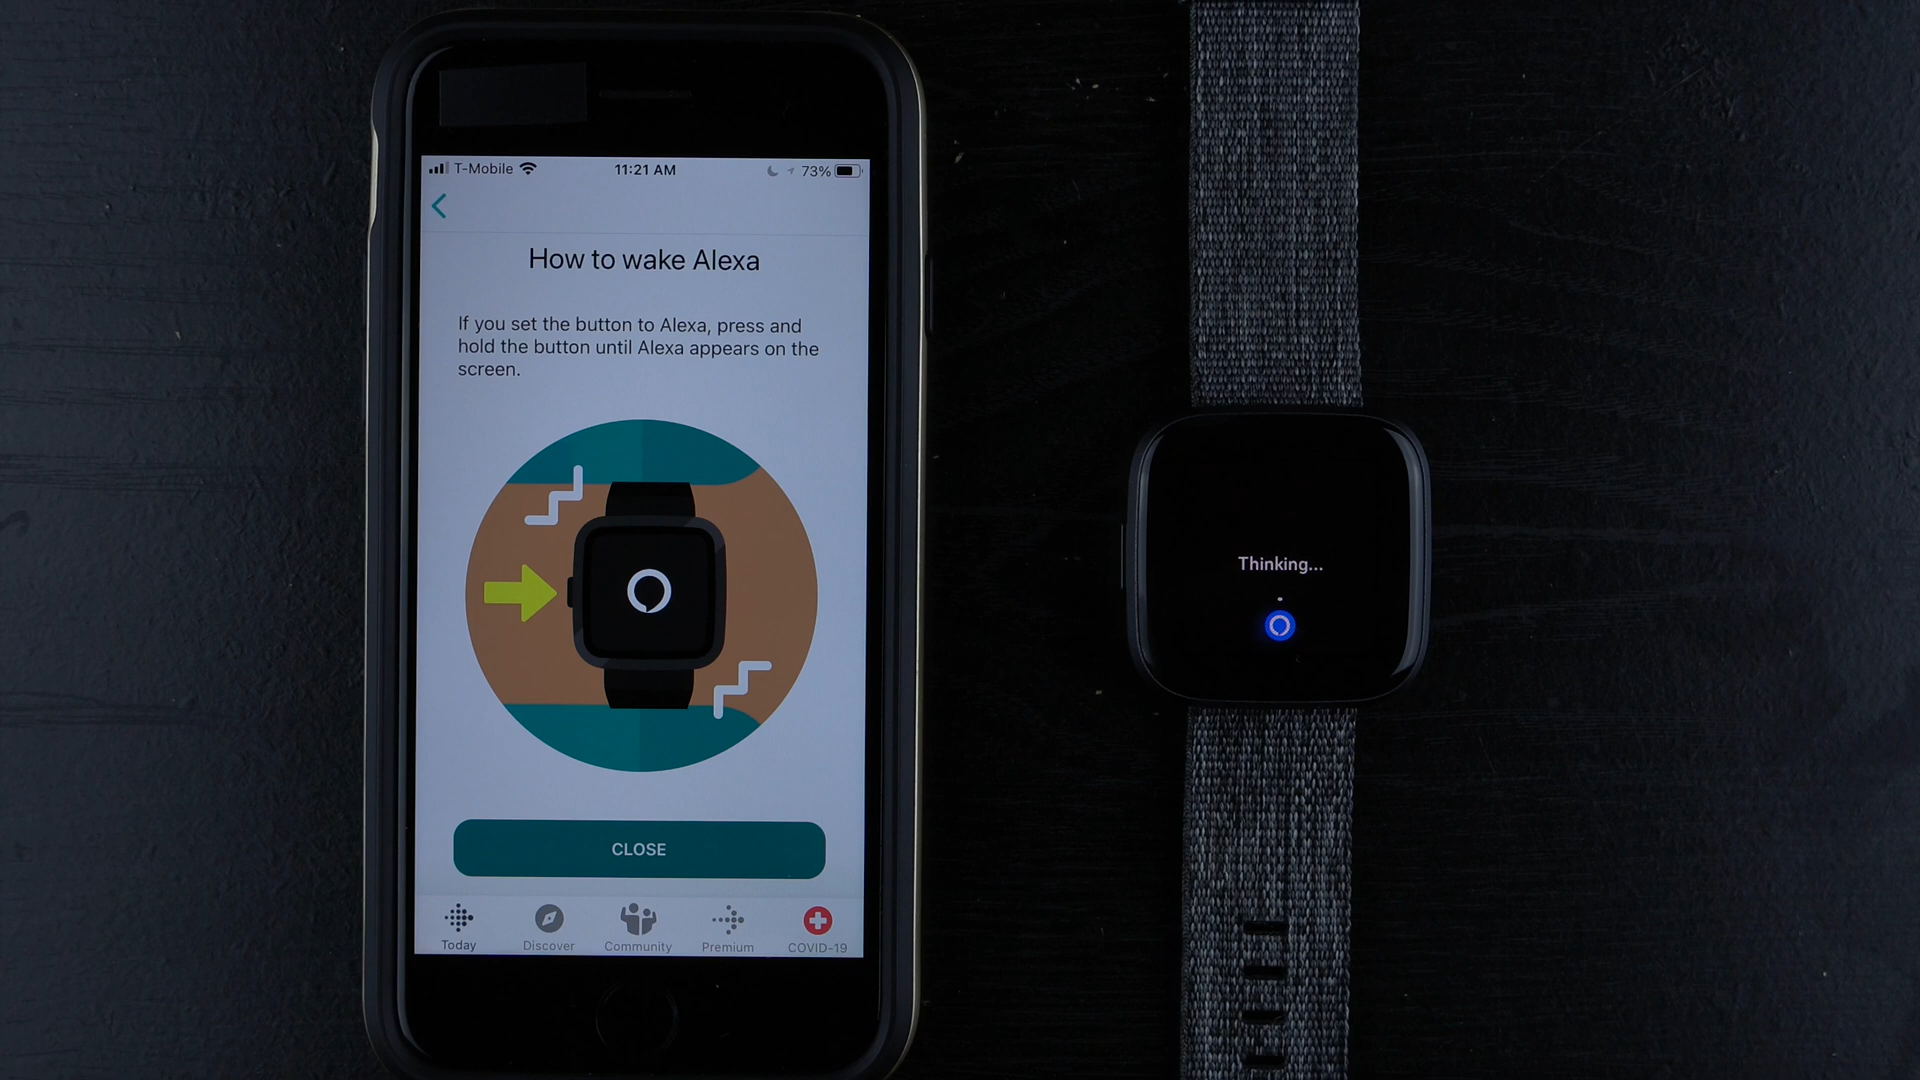 T-Mobile 11:21 AM 73%
How to wake Alexa
If you set the button to Alexa, press and
hold the button until Alexa appears on the
screen.
CLOSE
Today Discover Community Premium COVID-19
Thinking...